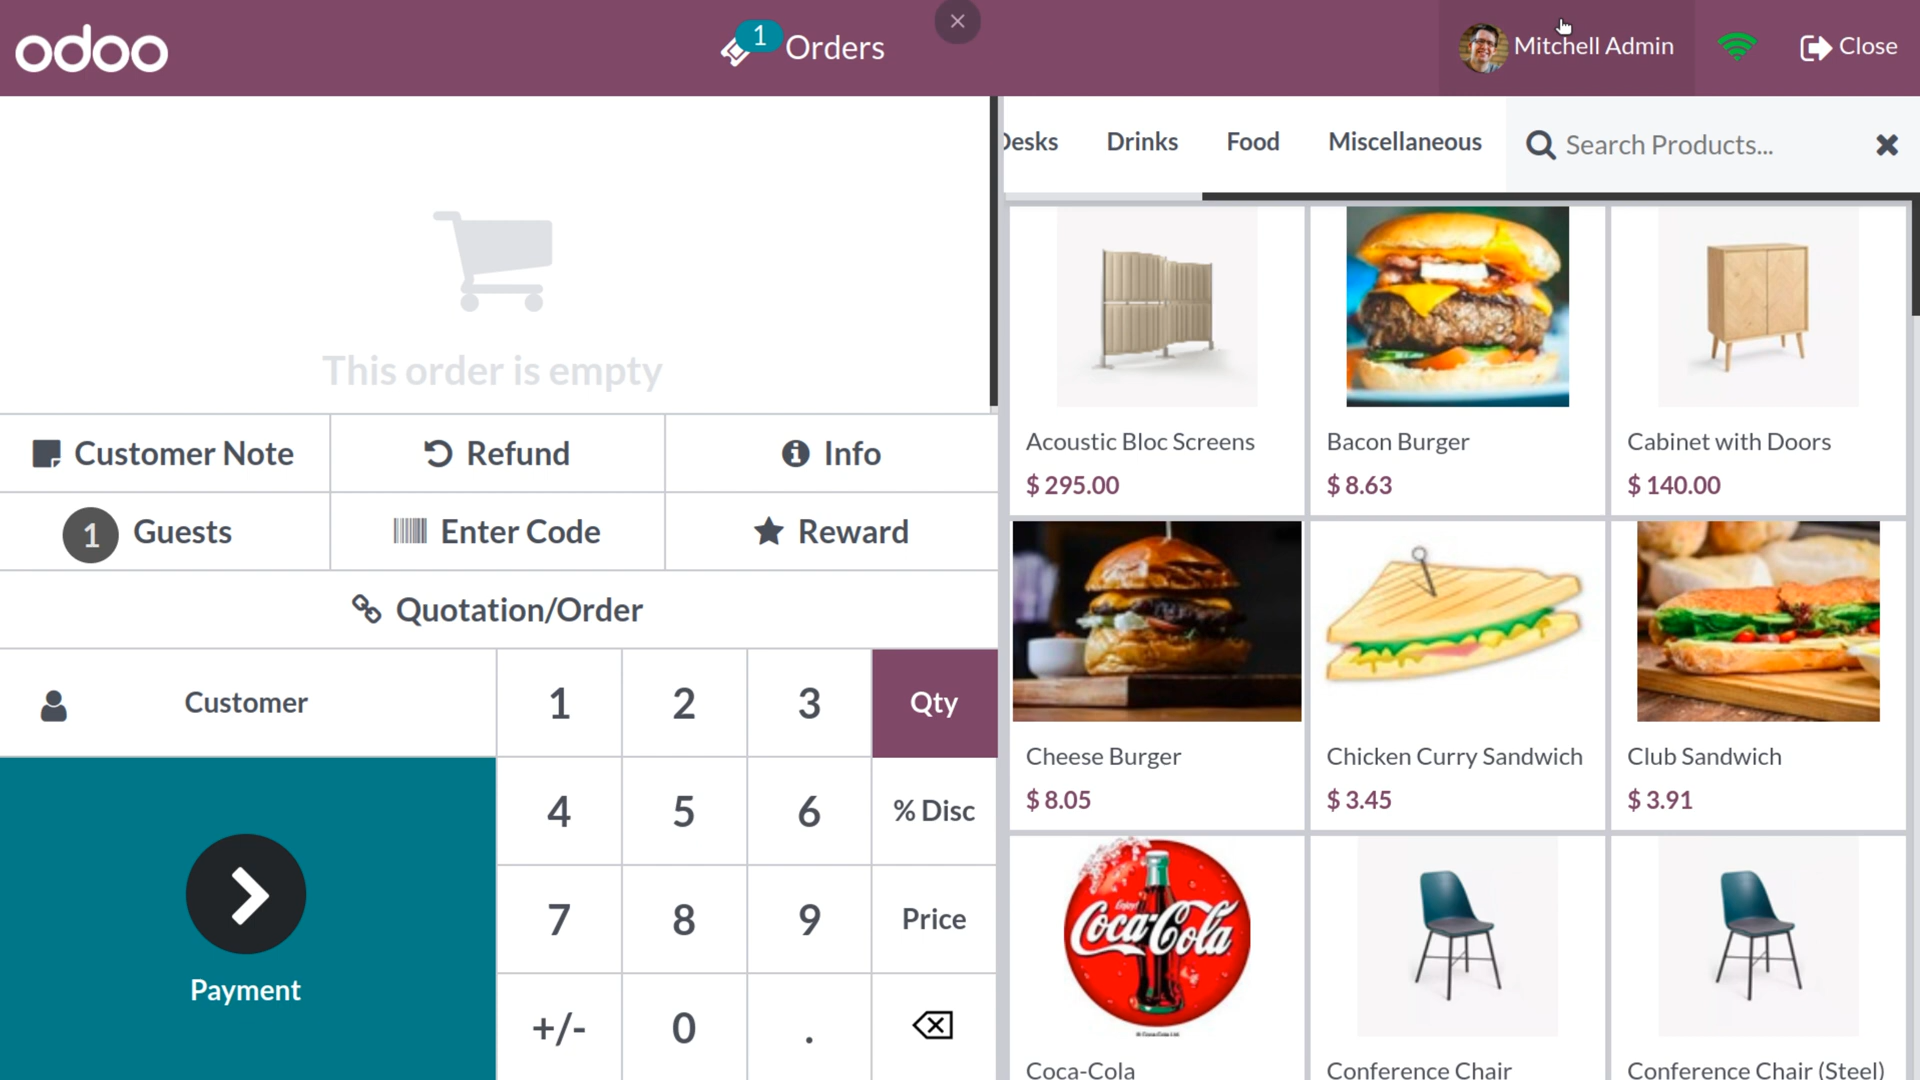 odoo
1 Orders
Mitchell Admin
Close
Desks Drinks Food Miscellaneous
Search Products...
This order is empty
Customer Note
Refund
Info
1 Guests
Enter Code
Reward
Quotation/Order
Customer
Payment
1 2 3 Qty
4 5 6 % Disc
7 8 9 Price
+/- 0 .
Acoustic Bloc Screens
$ 295.00
Bacon Burger
$ 8.63
Cabinet with Doors
$ 140.00
Cheese Burger
$ 8.05
Chicken Curry Sandwich
$ 3.45
Club Sandwich
$ 3.91
Enjoy
Coca-Cola
Coca-Cola
Conference Chair
Conference Chair (Steel)